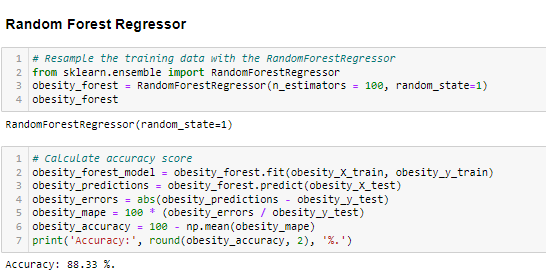 Random Forest Regressor
1 # Resample the training data with the RandomForestRegressor
2 from sklearn.ensemble import RandomForestRegressor
3 obesity_forest = RandomForestRegressor(n_estimators = 100, random_state=1)
4 obesity_forest
RandomForestRegressor(random_state=1)
1 # Calculate accuracy score
2 obesity_forest_model = obesity_forest.fit(obesity_X_train, obesity_y_train)
3 obesity_predictions = obesity_forest.predict(obesity_X_test)
4 obesity_errors = abs(obesity_predictions - obesity_y_test)
5 obesity_mape = 100 * (obesity_errors / obesity_y_test)
6 obesity_accuracy = 100 - np.mean(obesity_mape)
7 print('Accuracy:', round(obesity_accuracy, 2), '%.')
Accuracy: 88.33 %.